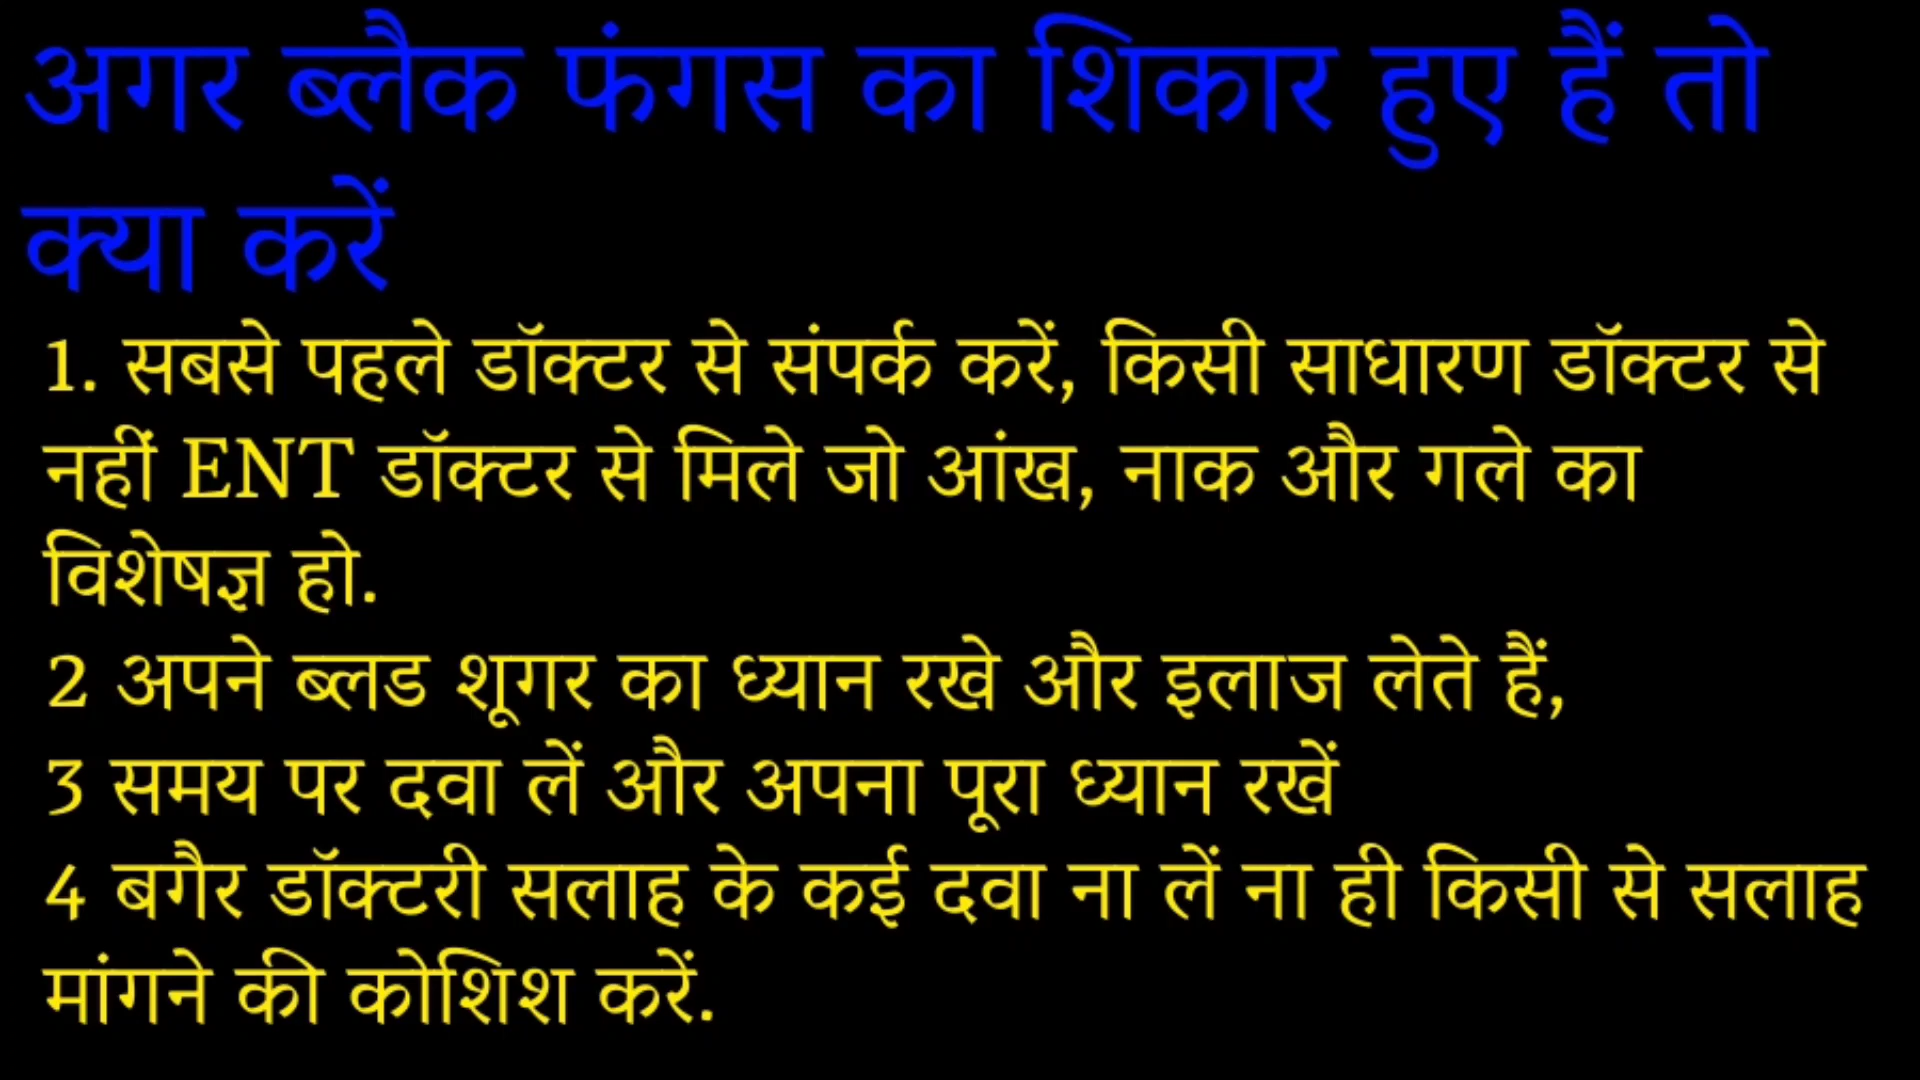 अगर ब्लैक फंगस का शिकार हुए हैं तो
क्या करें
1. सबसे पहले डॉक्टर से संपर्क करें, किसी साधारण डॉक्टर से
नहीं ENT डॉक्टर से मिले जो आंख, नाक और गले का
विशेषज्ञ हो.
2 अपने ब्लड शूगर का ध्यान रखे और इलाज लेते हैं,
3 समय पर दवा लें और अपना पूरा ध्यान रखें
4 बगैर डॉक्टरी सलाह के कई दवा ना लें ना ही किसी से सलाह
मांगने की कोशिश करें.